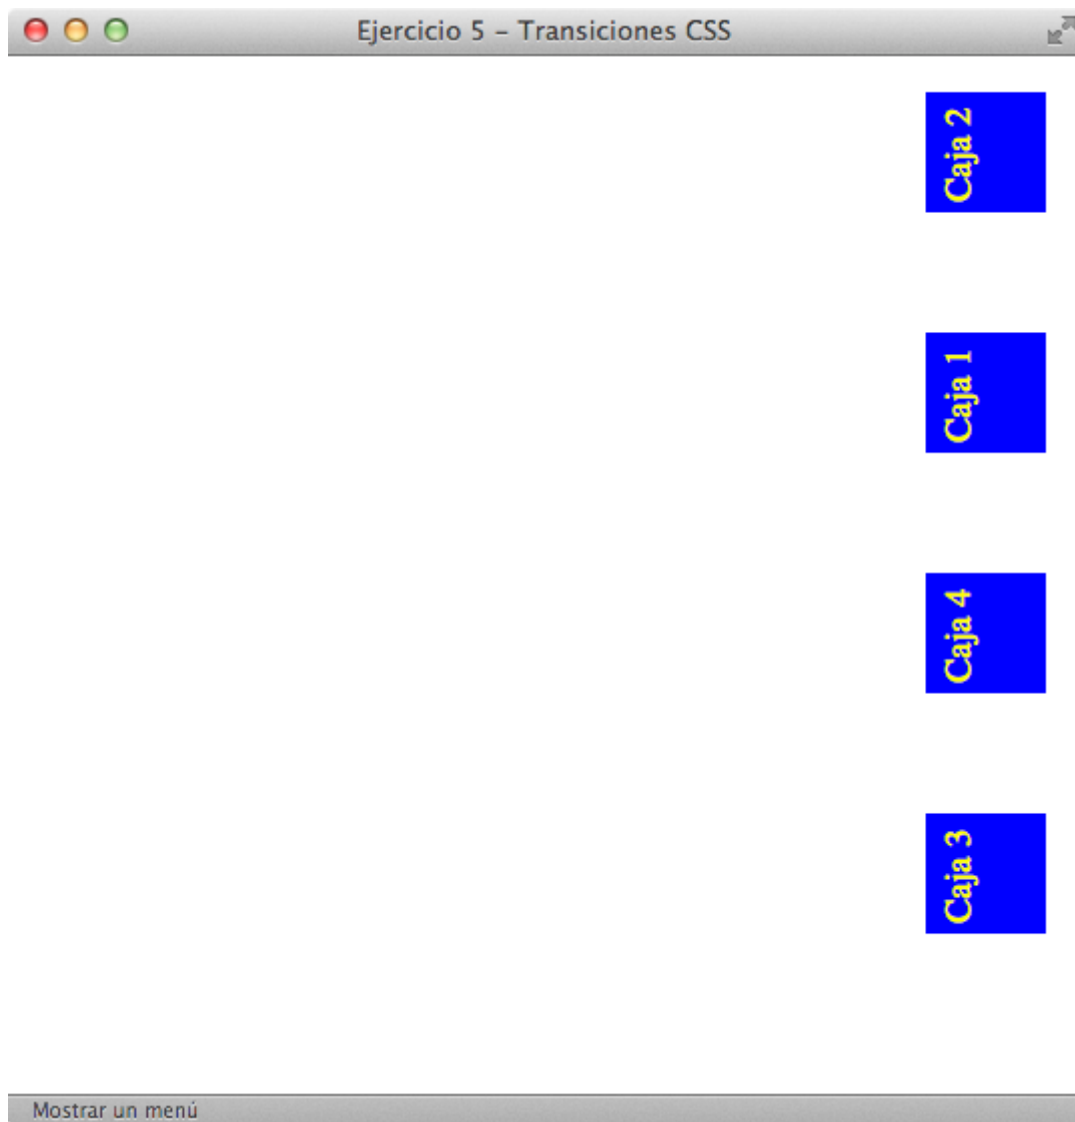 Ejercicio 5 – Transiciones CSS
Caja 2
Caja 1
Caja 4
Caja 3
Mostrar un menú